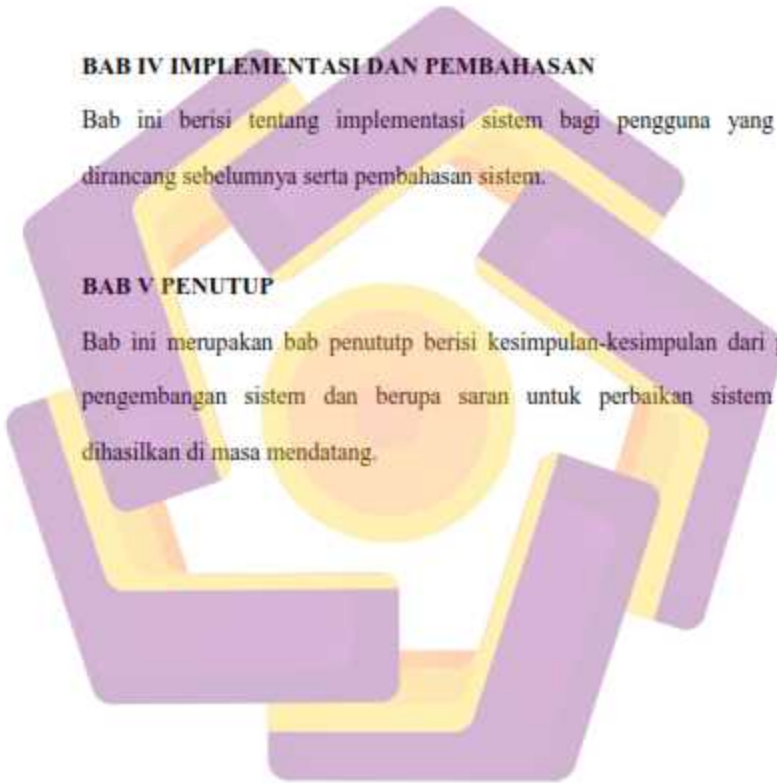 BAB IV IMPLEMENTASI DAN PEMBAHASAN
Bab ini berisi tentang implementasi sistem bagi pengguna yang
dirancang sebelumnya serta pembahasan sistem.
BAB V PENUTUP
Bab ini merupakan bab penututp berisi kesimpulan-kesimpulan dari
pengembangan sistem dan berupa saran untuk perbaikan sistem
dihasilkan di masa mendatang.